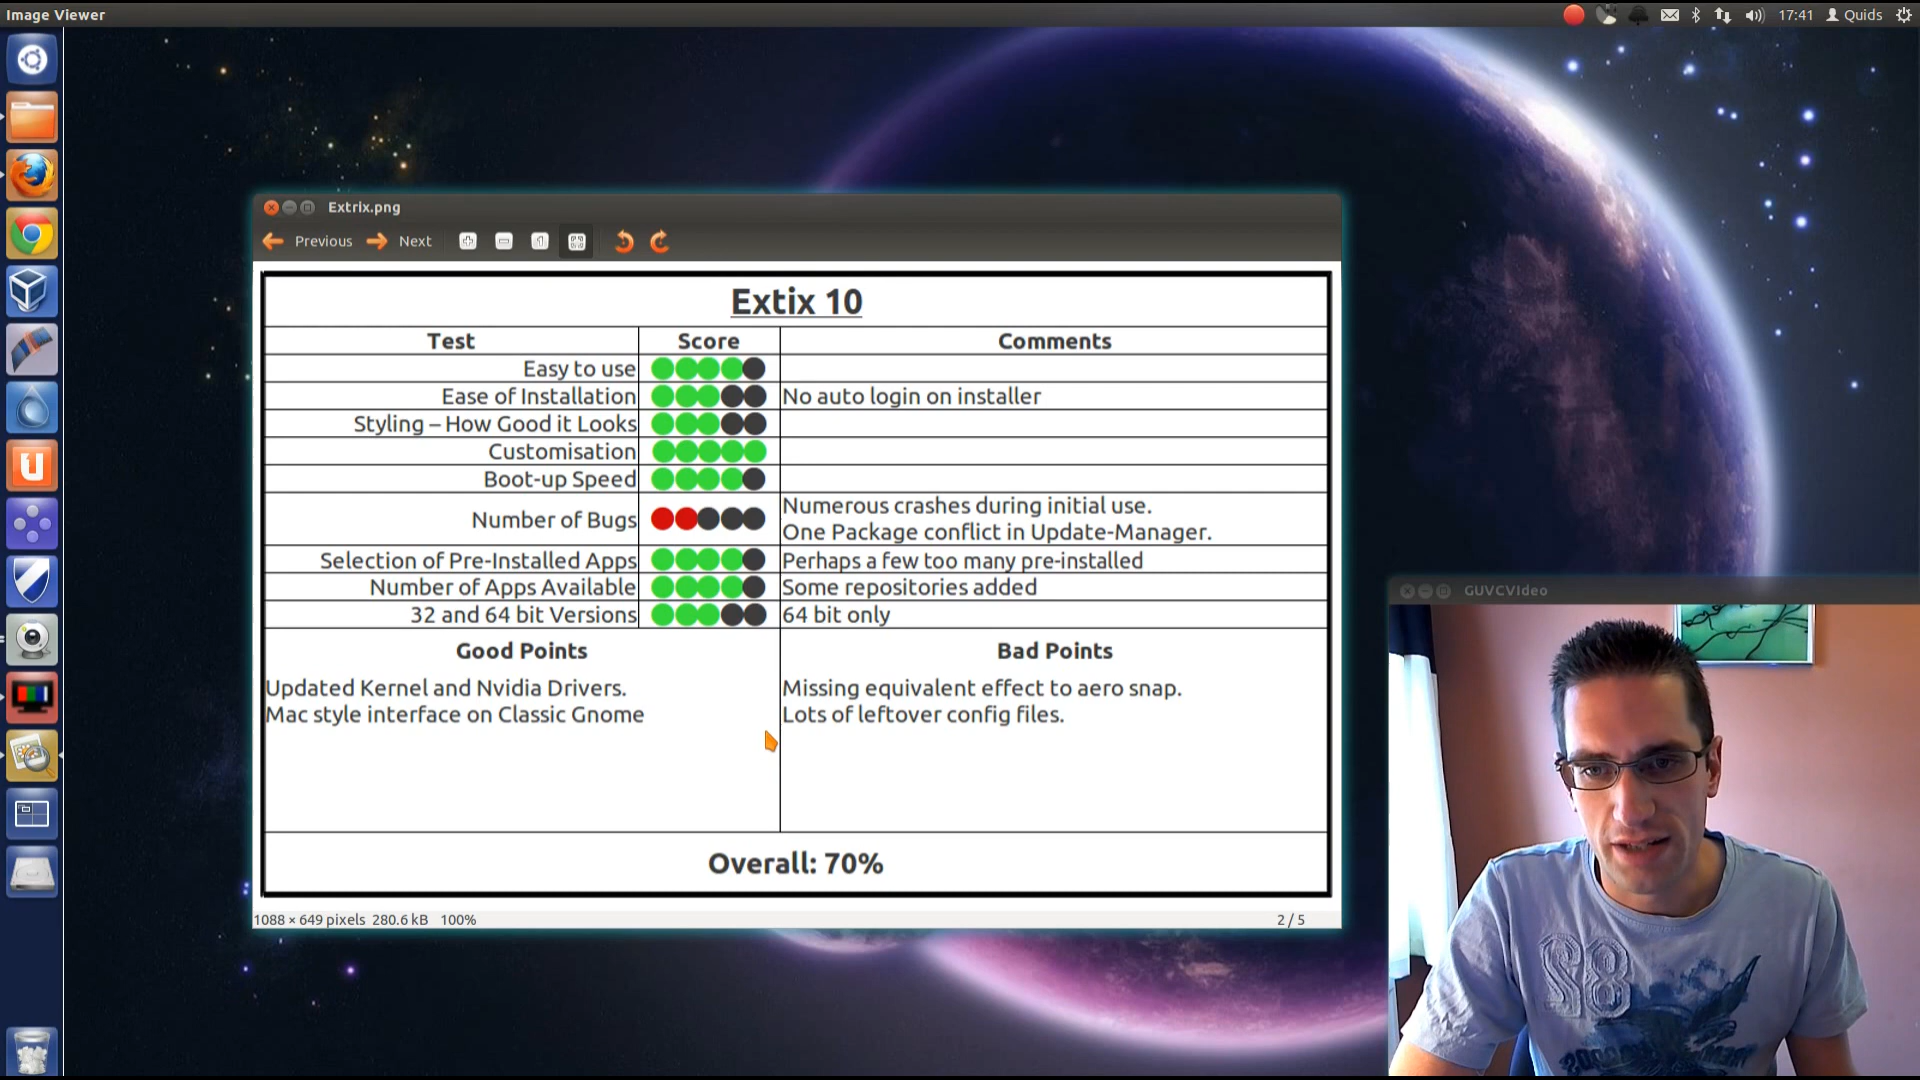 Image Viewer
17:41
Quids
Extrix.png
Previous
Next
Extix 10
Test
Score
Comments
Easy to use
Ease of Installation
No auto login on installer
Styling – How Good it Looks
Customisation
Boot-up Speed
Number of Bugs
Numerous crashes during initial use.
One Package conflict in Update-Manager.
Selection of Pre-Installed Apps
Perhaps a few too many pre-installed
Number of Apps Available
Some repositories added
32 and 64 bit Versions
64 bit only
Good Points
Bad Points
Updated Kernel and Nvidia Drivers.
Mac style interface on Classic Gnome
Missing equivalent effect to aero snap.
Lots of leftover config files.
Overall: 70%
1088 × 649 pixels 280.6 kB 100%
2 / 5
GUVCVIdeo